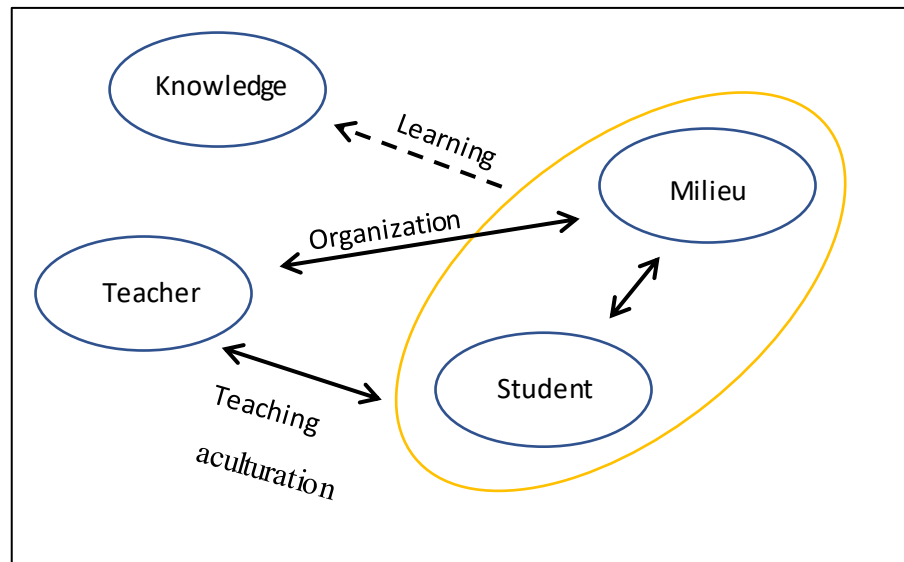 Knowledge
Learning
Milieu
Organization
Teacher
Student
Teaching
aculturation